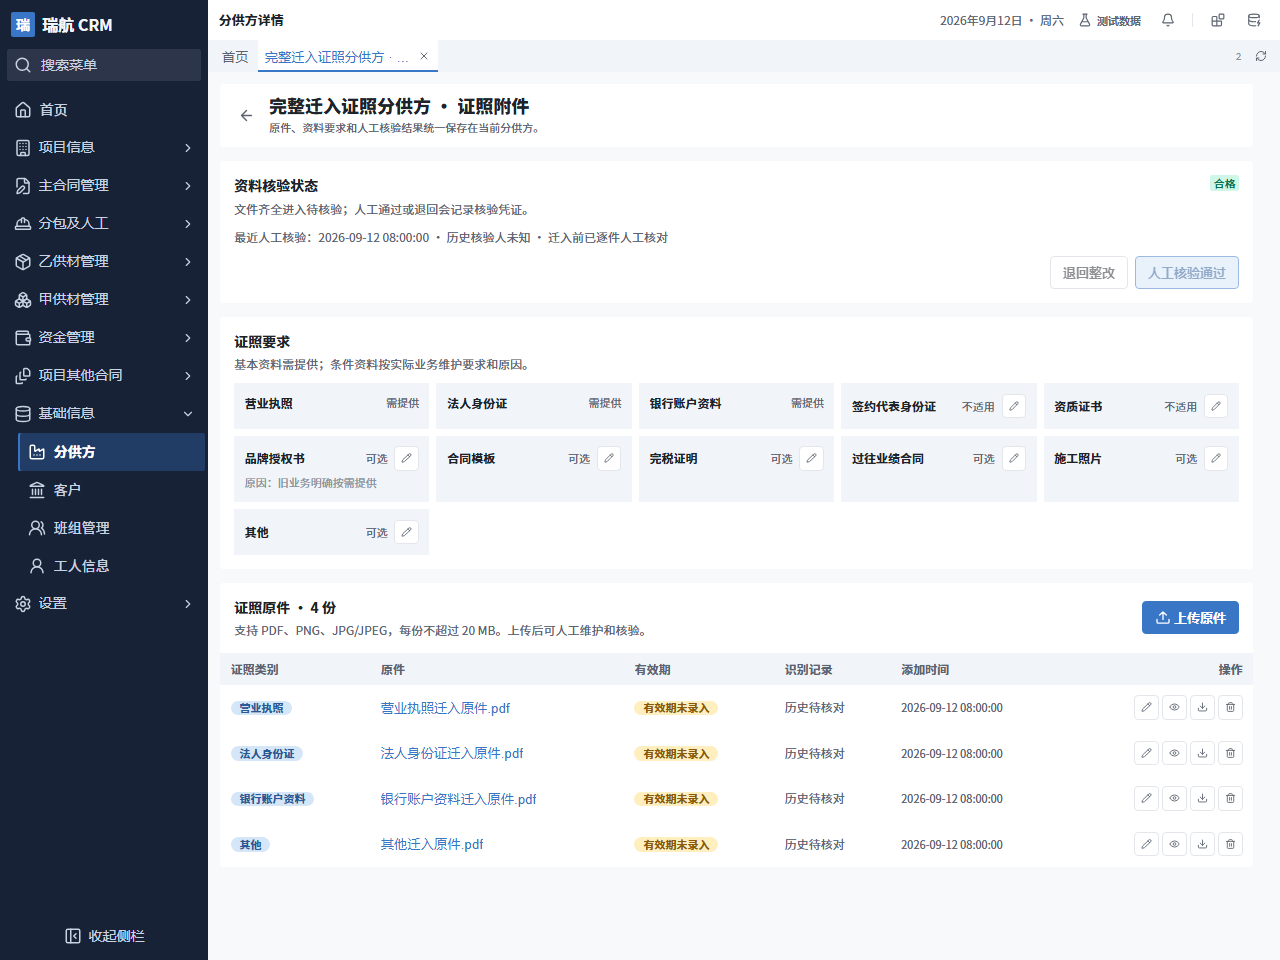 瑞 瑞航 CRM
搜索菜单
首页
项目信息
主合同管理
分包及人工
乙供材管理
甲供材管理
资金管理
项目其他合同
基础信息
分供方
客户
班组管理
工人信息
设置
收起侧栏
分供方详情
2026年9月12日 · 周六 测试数据
首页 完整迁入证照分供方 · ... 2
完整迁入证照分供方 · 证照附件
原件、资料要求和人工核验结果统一保存在当前分供方。
资料核验状态 合格
文件齐全进入待核验；人工通过或退回会记录核验凭证。
最近人工核验：2026-09-12 08:00:00 · 历史核验人未知 · 迁入前已逐件人工核对
退回整改 人工核验通过
证照要求
基本资料需提供；条件资料按实际业务维护要求和原因。
营业执照 需提供 法人身份证 需提供 银行账户资料 需提供 签约代表身份证 不适用 资质证书 不适用
品牌授权书 可选 合同模板 可选 完税证明 可选 过往业绩合同 可选 施工照片 可选
原因：旧业务明确按需提供
其他 可选
证照原件 · 4 份
支持 PDF、PNG、JPG/JPEG，每份不超过 20 MB。上传后可人工维护和核验。
上传原件
证照类别 原件 有效期 识别记录 添加时间 操作
营业执照 营业执照迁入原件.pdf 有效期未录入 历史待核对 2026-09-12 08:00:00
法人身份证 法人身份证迁入原件.pdf 有效期未录入 历史待核对 2026-09-12 08:00:00
银行账户资料 银行账户资料迁入原件.pdf 有效期未录入 历史待核对 2026-09-12 08:00:00
其他 其他迁入原件.pdf 有效期未录入 历史待核对 2026-09-12 08:00:00